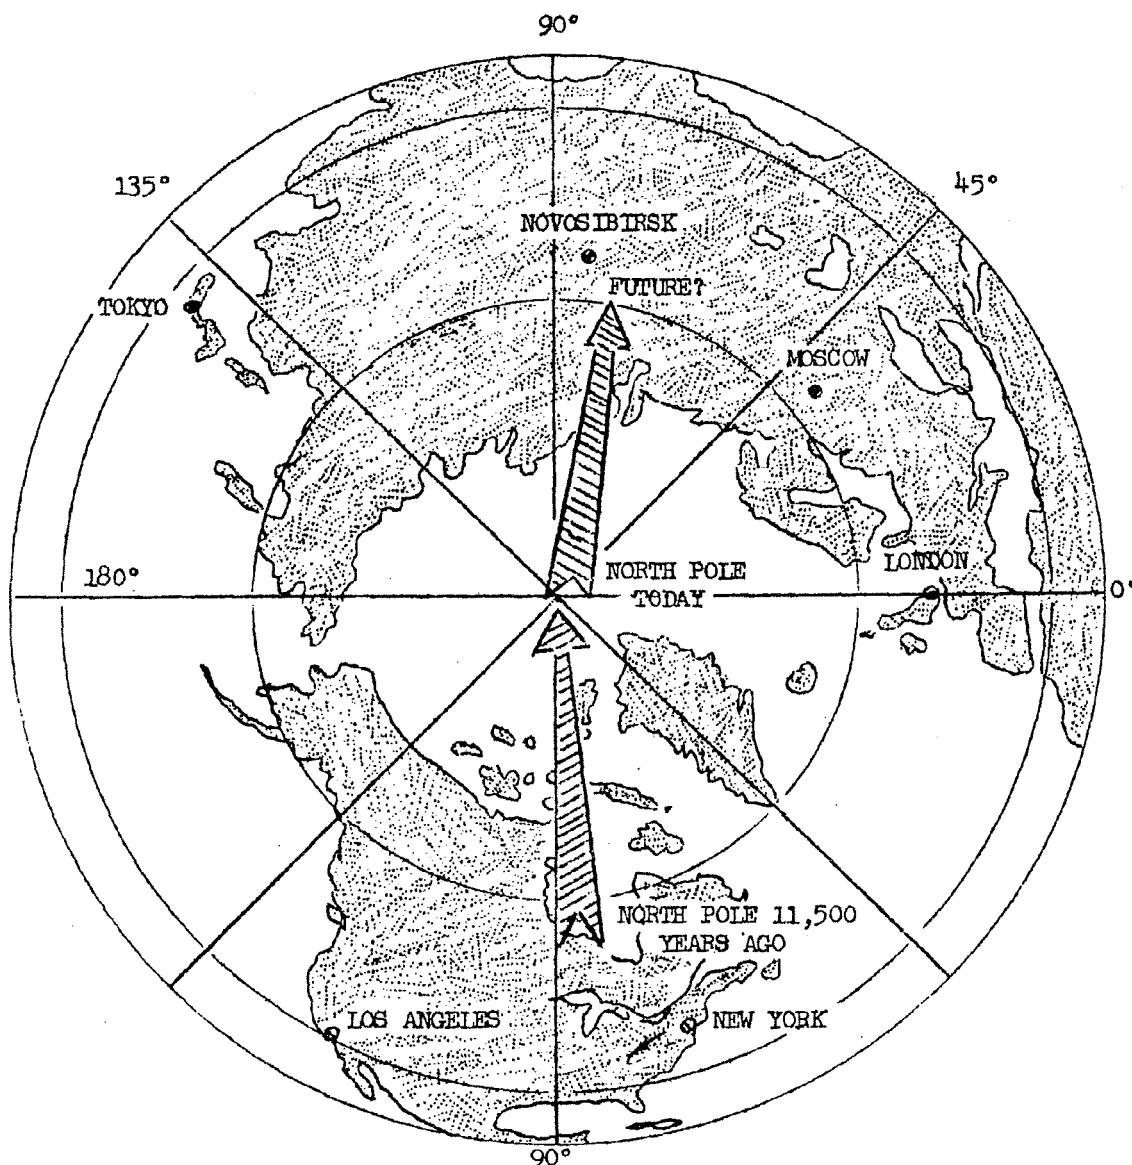 90°
135°
45°
NOVOSIBIRSK
FUTURE?
TOKYO
MOSCOW
LONDON
180°
NORTH POLE
TODAY
0°
NORTH POLE 11,500
YEARS AGO
LOS ANGELES
NEW YORK
90°